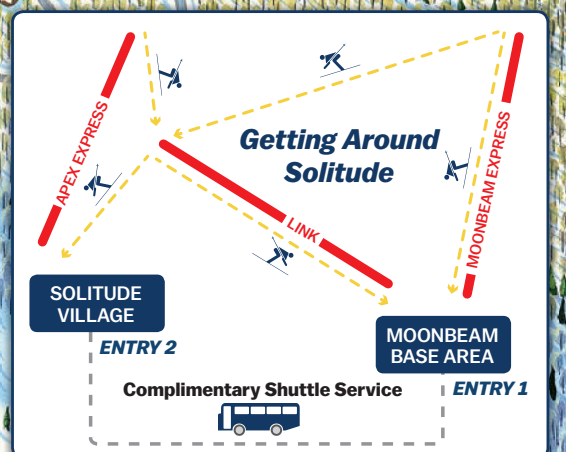 Getting Around
Solitude
APEX EXPRESS
LINK
MOONBEAM EXPRESS
SOLITUDE
VILLAGE
ENTRY 2
MOONBEAM
BASE AREA
ENTRY 1
Complimentary Shuttle Service